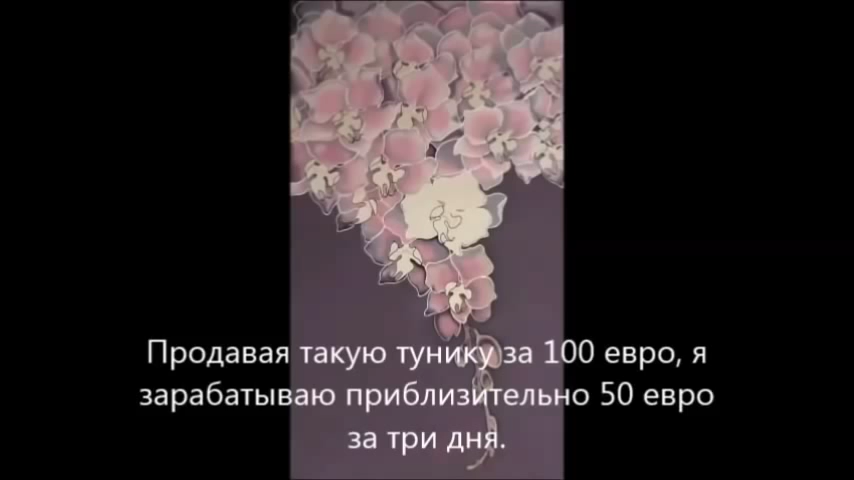 Продавая такую тунику за 100 евро, я
зарабатываю приблизительно 50 евро
за три дня.